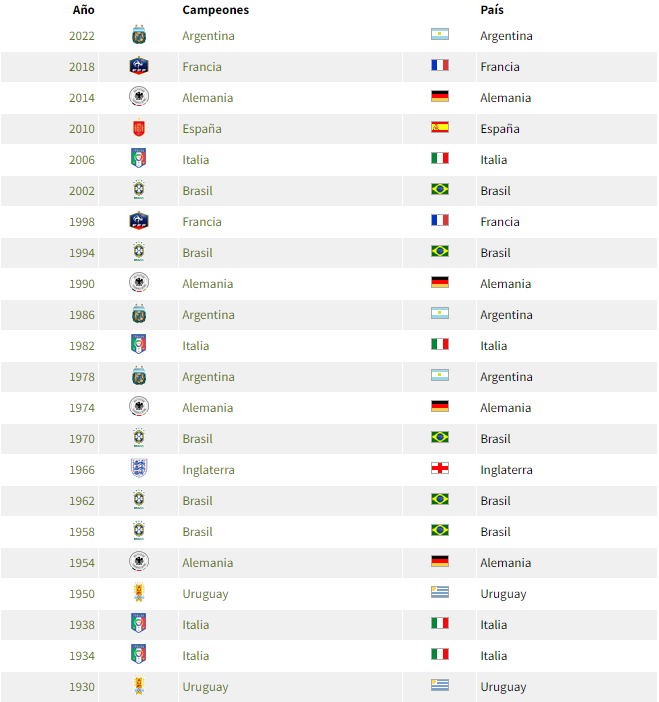 Año Campeones País
2022 Argentina Argentina
2018 Francia Francia
2014 Alemania Alemania
2010 España España
2006 Italia Italia
2002 Brasil Brasil
1998 Francia Francia
1994 Brasil Brasil
1990 Alemania Alemania
1986 Argentina Argentina
1982 Italia Italia
1978 Argentina Argentina
1974 Alemania Alemania
1970 Brasil Brasil
1966 Inglaterra Inglaterra
1962 Brasil Brasil
1958 Brasil Brasil
1954 Alemania Alemania
1950 Uruguay Uruguay
1938 Italia Italia
1934 Italia Italia
1930 Uruguay Uruguay